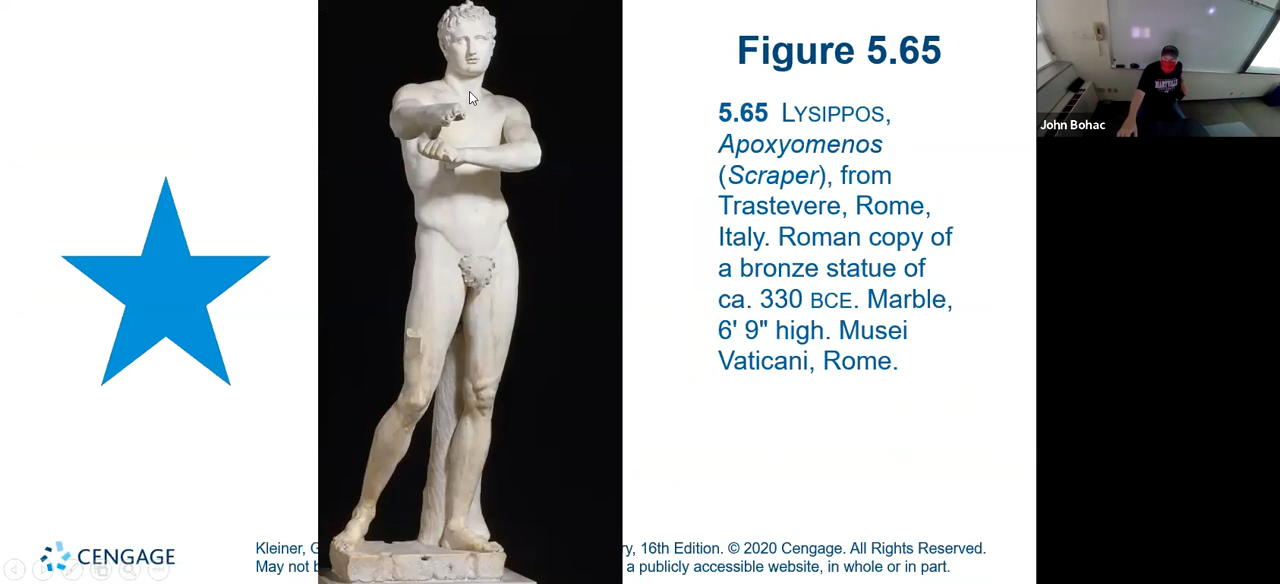 Figure 5.65
5.65 LYSIPPOS,
Apoxyomenos
(Scraper), from
Trastevere, Rome,
Italy. Roman copy of
a bronze statue of
ca. 330 BCE. Marble,
6' 9" high. Musei
Vaticani, Rome.
John Bohac
CENGAGE
Kleiner, 16th Edition. © 2020 Cengage. All Rights Reserved.
May not a publicly accessible website, in whole or in part.